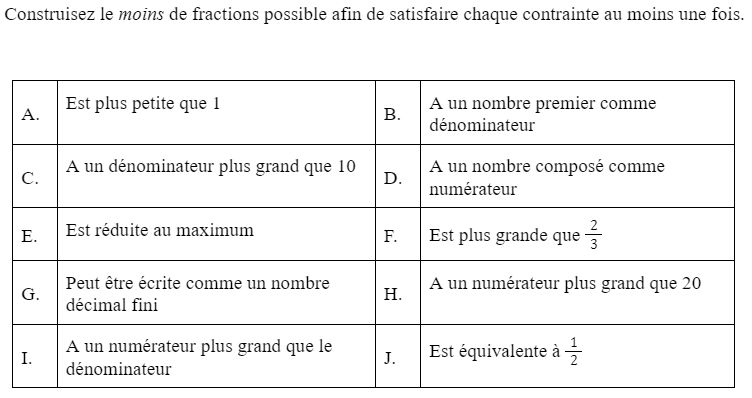 Construisez le moins de fractions possible afin de satisfaire chaque contrainte au moins une fois.
A. Est plus petite que 1
B. A un nombre premier comme
dénominateur
C. A un dénominateur plus grand que 10
D. A un nombre composé comme
numérateur
E. Est réduite au maximum
F. Est plus grande que 2/3
G. Peut être écrite comme un nombre
décimal fini
H. A un numérateur plus grand que 20
I. A un numérateur plus grand que le
dénominateur
J. Est équivalente à 1/2